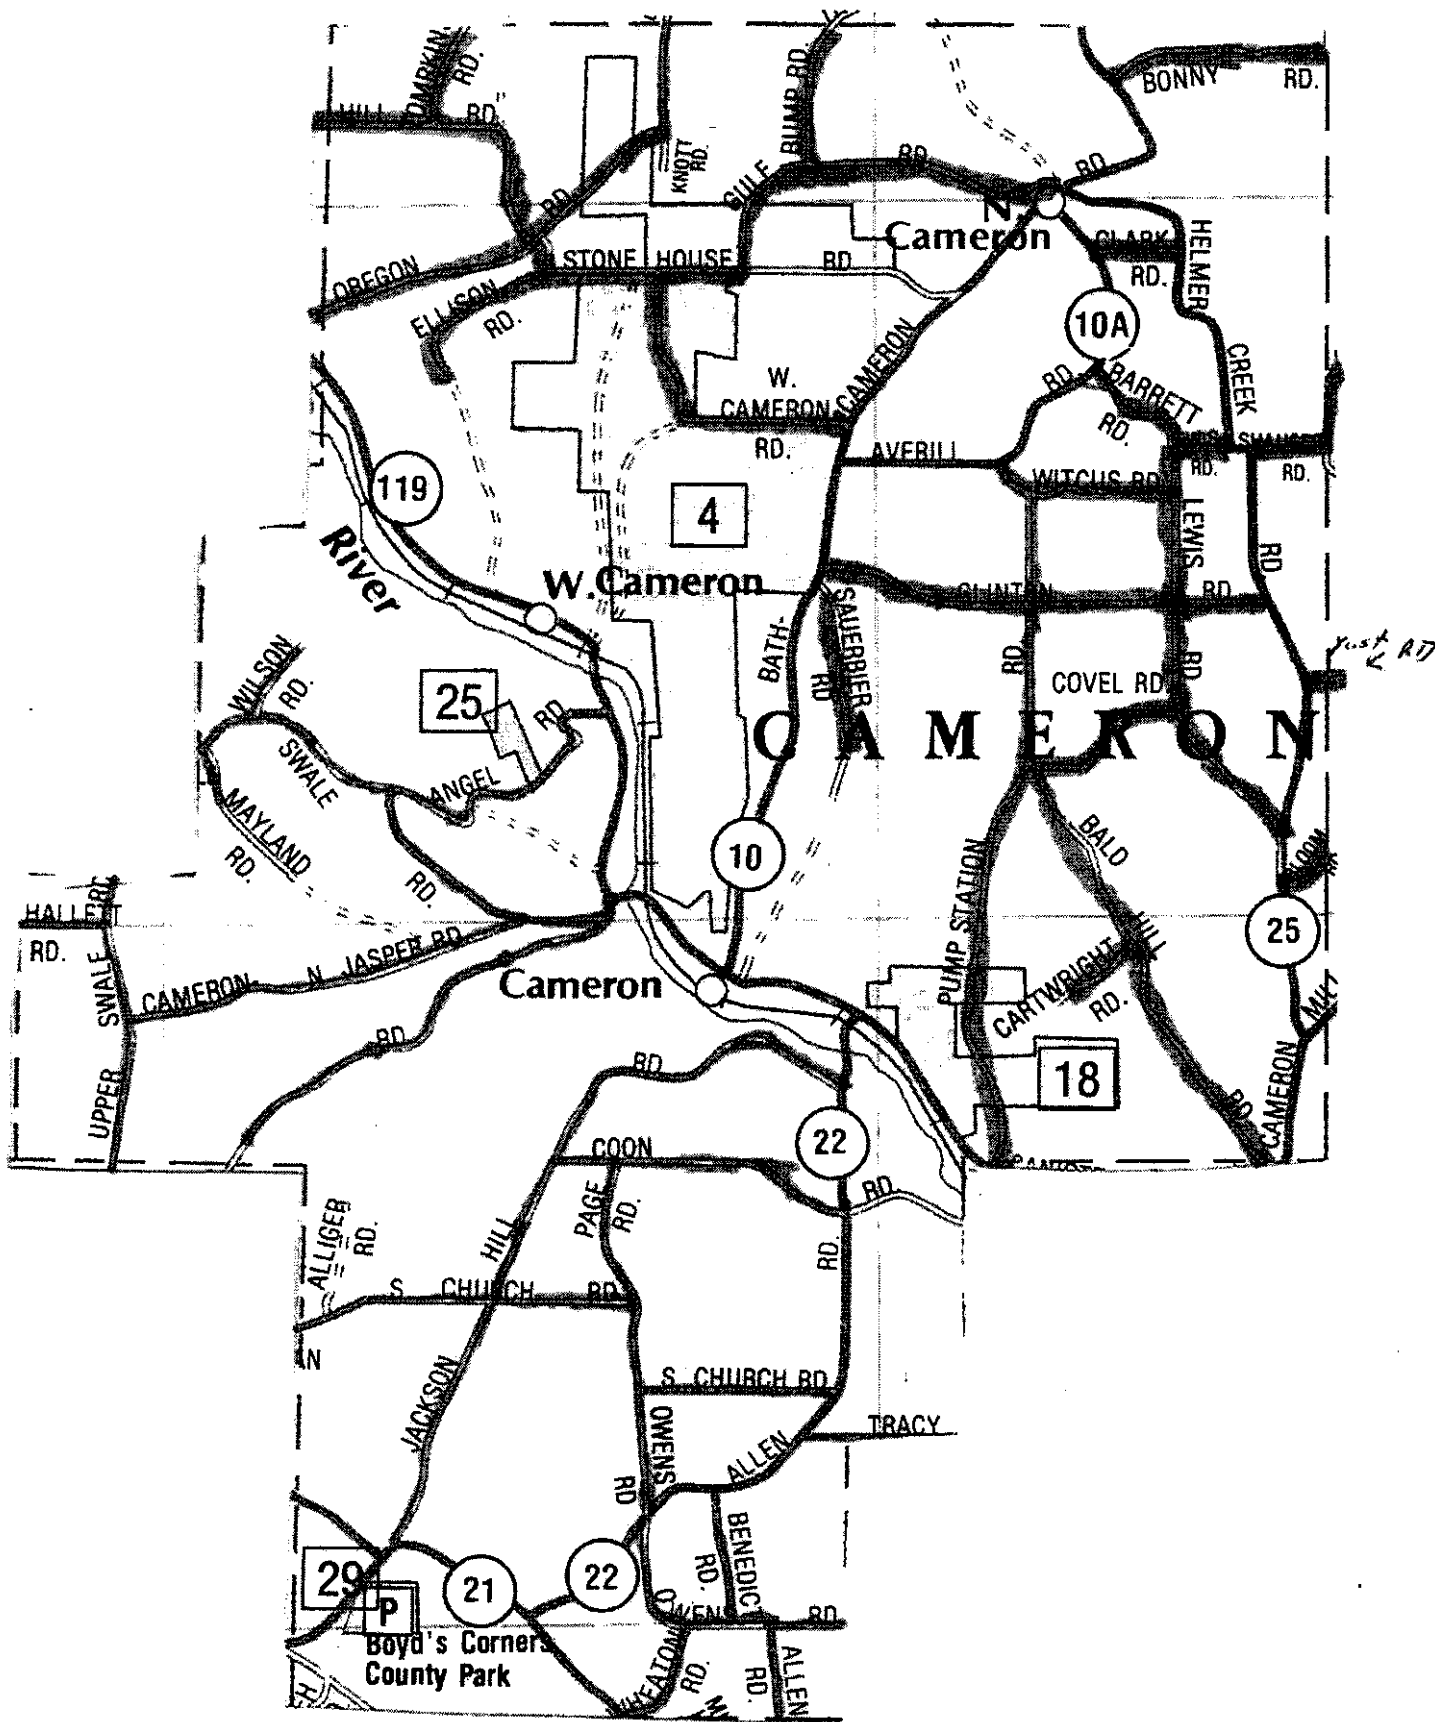 TOMPKIN
RD.
HILL
RD.
BUMP RD.
BONNY
RD.
KNOTT
RD.
GULF
RD.
RD.
RD
OREGON
STONE HOUSE RD
N.
Cameron
CLARK
RD.
HELMER
ELLISON
RD.
10A
CREEK
W.
CAMERON
RD.
CAMERON
RD
BARRETT
RD.
RD.
RD.
AVERILL
WITCUS RD
119
4
LEWIS
RD
River
W.Cameron
CLINTON
RD
BATH-
SAUERBIER
RD
Yost RD
WILSON
RD.
25
RD
RD.
COVEL RD
RD
CAMERON
SWALE
ANGEL
MAYLAND
RD.
RD.
10
BALD
HILL
RD.
PUMP STATION
HALLETT
RD.
SWALE
UPPER
CAMERON- N JASPER RD
25
CARTWRIGHT
RD.
Cameron
RD
RD
18
CAMERON
22
COON
RD.
PAGE
RD.
HILL
ALLIGER
RD.
S CHURCH RD
RD.
JACKSON
S CHURCH RD
OWENS
RD
ALLEN
TRACY
BENEDICT
RD.
29
21
22
P
OWENS RD
Boyd's Corners
County Park
WHEATON
RD.
ALLEN
RD.